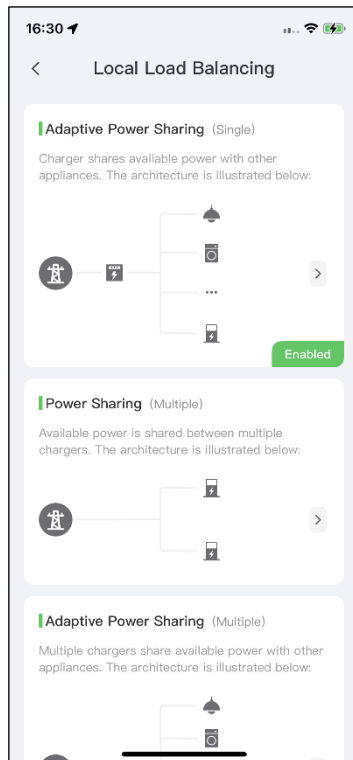 16:30
Local Load Balancing
Adaptive Power Sharing (Single)
Charger shares available power with other
appliances. The architecture is illustrated below:
Enabled
Power Sharing (Multiple)
Available power is shared between multiple
chargers. The architecture is illustrated below:
Adaptive Power Sharing (Multiple)
Multiple chargers share available power with other
appliances. The architecture is illustrated below: